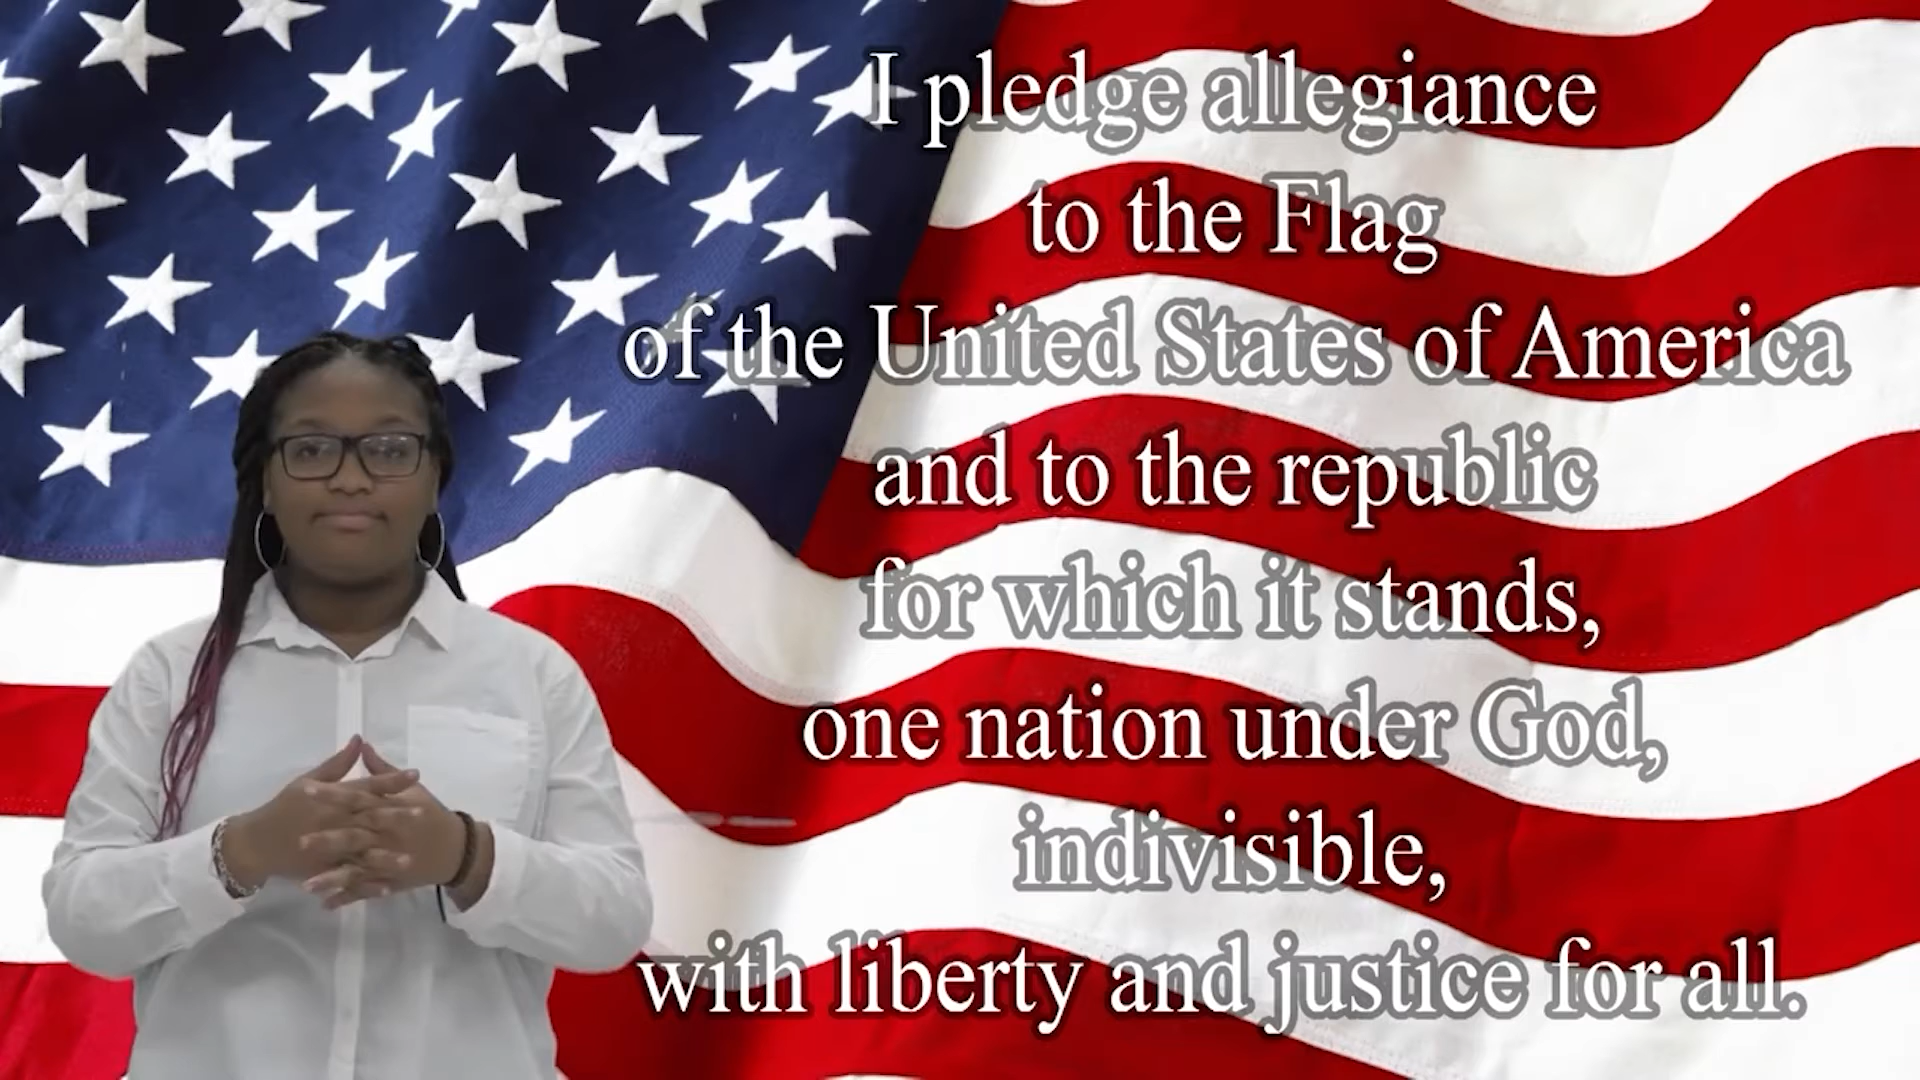 I pledge allegiance
to the Flag
of the United States of America
and to the republic
for which it stands,
one nation under God,
indivisible,
with liberty and justice for all.